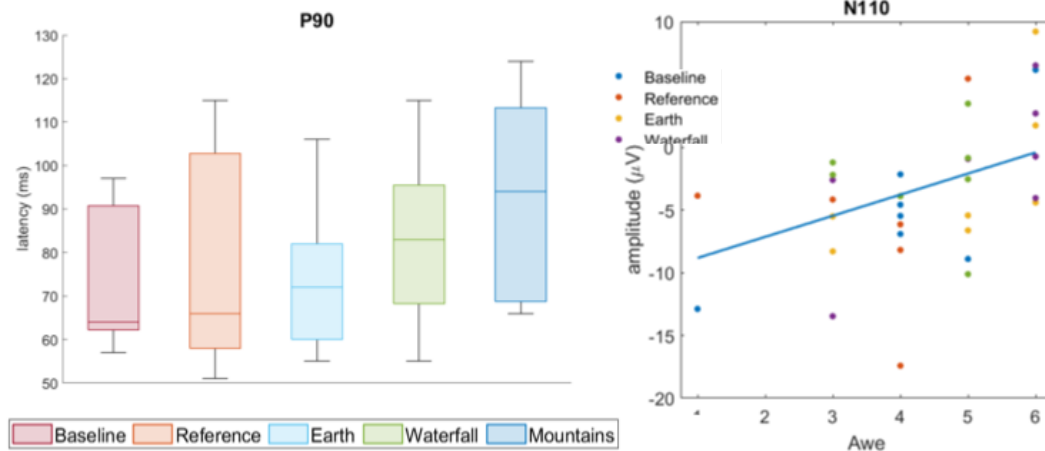 P90
130
120
110
100
90
80
70
60
50
latency (ms)
Baseline
Reference
Earth
Waterfall
Mountains
N110
10
0
-5
-10
-15
-20
amplitude (μV)
Baseline
Reference
Earth
Waterfall
1
2
3
4
5
6
Awe